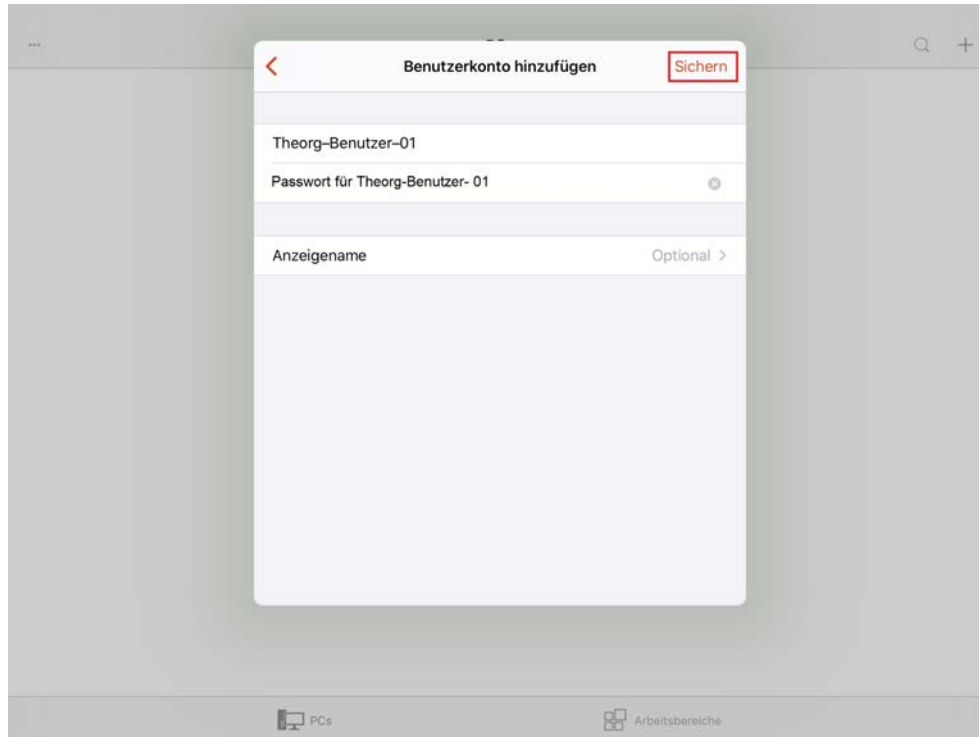 ...
Benutzerkonto hinzufügen Sichern
Theorg–Benutzer–01
Passwort für Theorg-Benutzer- 01
Anzeigename Optional >
PCs Arbeitsbereiche